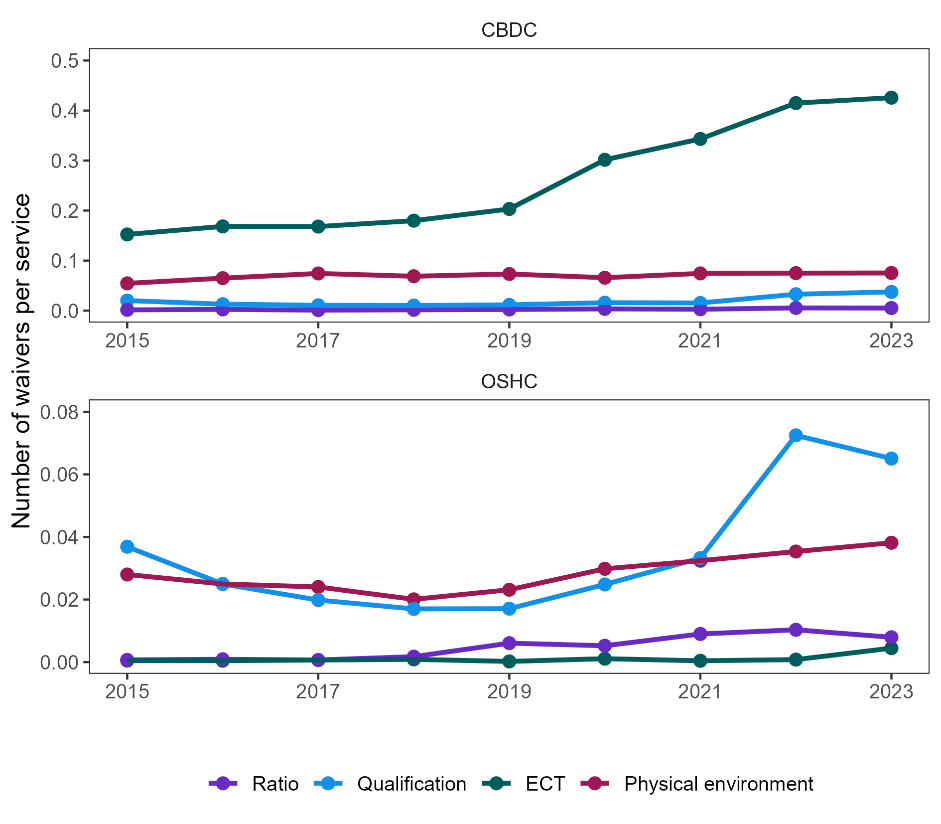 CBDC
0.5
0.4
0.3
0.2
0.1
0.0
2015 2017 2019 2021 2023
Number of waivers per service
OSHC
0.08
0.06
0.04
0.02
0.00
2015 2017 2019 2021 2023
Ratio Qualification ECT Physical environment